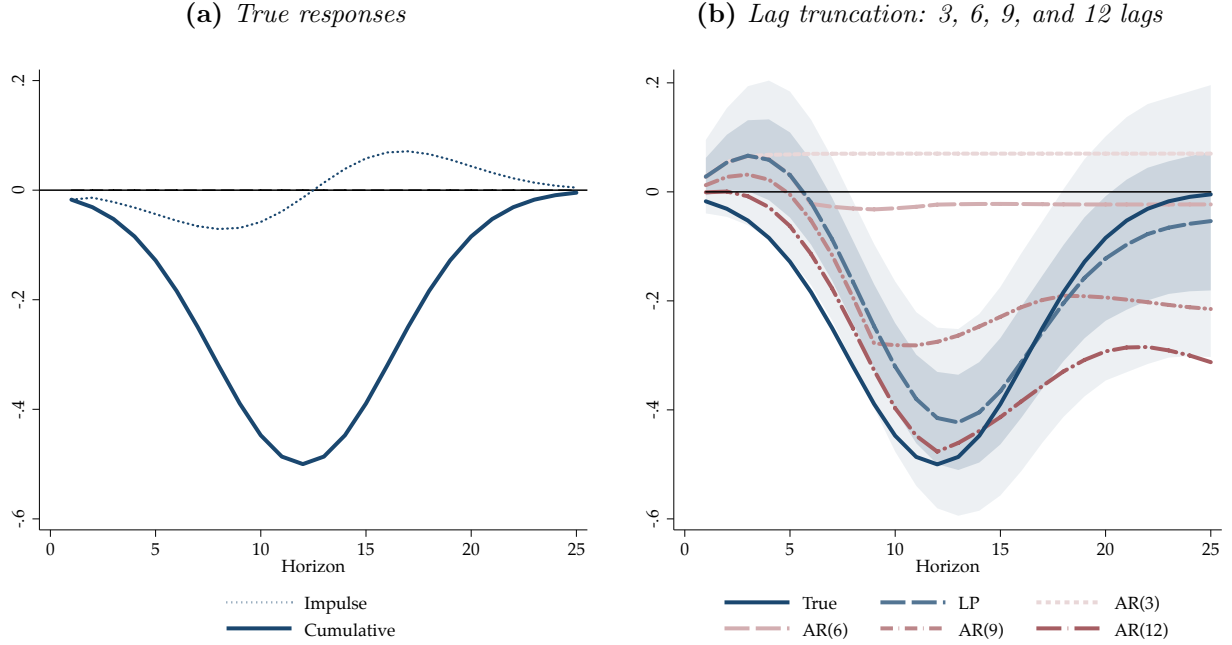 (a) True responses
.2
0
-.2
-.4
-.6
0 5 10 15 20 25
Horizon
Impulse
Cumulative
(b) Lag truncation: 3, 6, 9, and 12 lags
.2
0
-.2
-.4
-.6
0 5 10 15 20 25
Horizon
True LP AR(3)
AR(6) AR(9) AR(12)